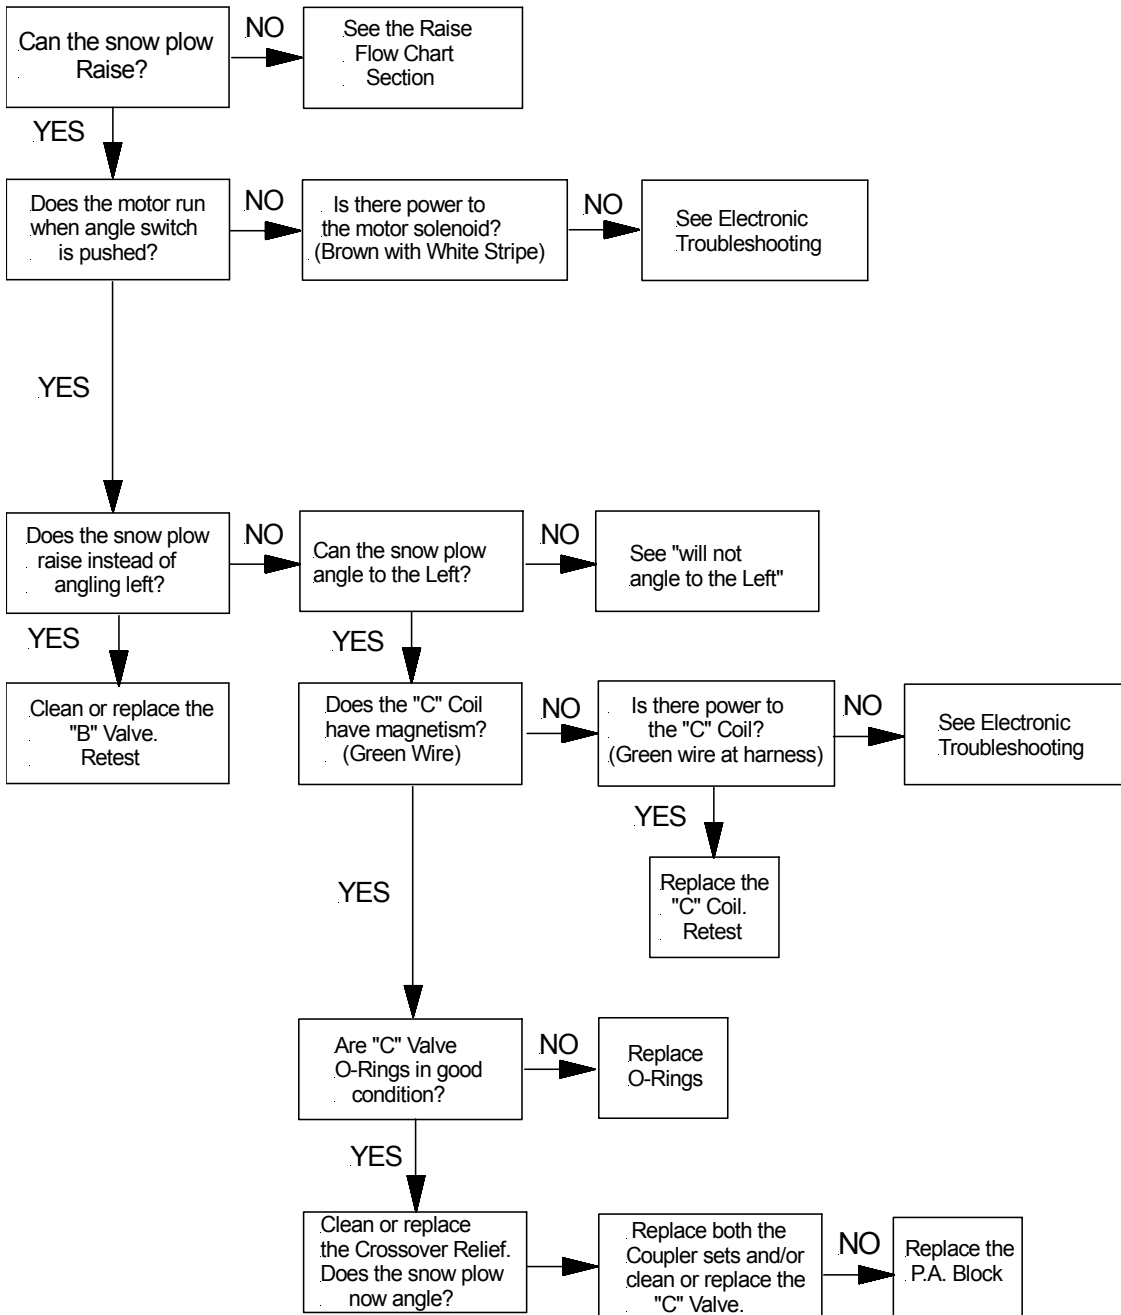 Can the snow plow
Raise?
NO
See the Raise
Flow Chart
Section
YES
Does the motor run
when angle switch
is pushed?
NO
Is there power to
the motor solenoid?
(Brown with White Stripe)
NO
See Electronic
Troubleshooting
YES
Does the snow plow
raise instead of
angling left?
NO
Can the snow plow
angle to the Left?
NO
See "will not
angle to the Left"
YES
YES
Clean or replace the
"B" Valve.
Retest
Does the "C" Coil
have magnetism?
(Green Wire)
NO
Is there power to
the "C" Coil?
(Green wire at harness)
NO
See Electronic
Troubleshooting
YES
Replace the
"C" Coil.
Retest
YES
Are "C" Valve
O-Rings in good
condition?
NO
Replace
O-Rings
YES
Clean or replace
the Crossover Relief.
Does the snow plow
now angle?
Replace both the
Coupler sets and/or
clean or replace the
"C" Valve.
NO
Replace the
P.A. Block